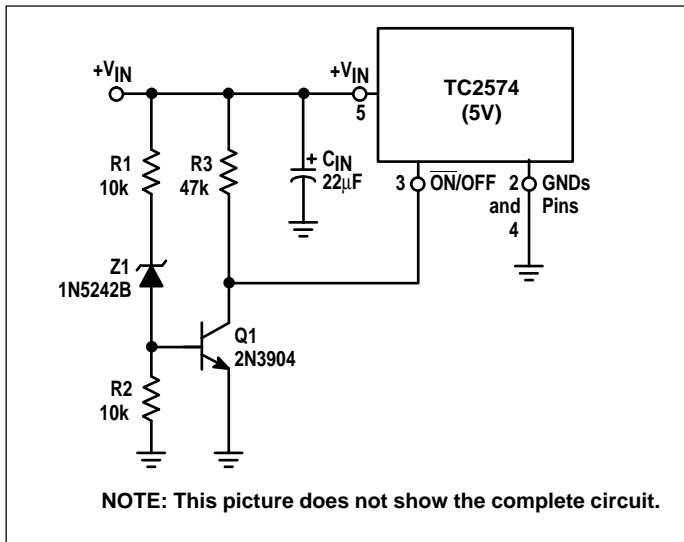 +VIN
+VIN
5
TC2574
(5V)
R1
10k
R3
47k
+ CIN
22µF
3
ON/OFF
2
and
4
GNDs
Pins
Z1
1N5242B
Q1
2N3904
R2
10k
NOTE: This picture does not show the complete circuit.